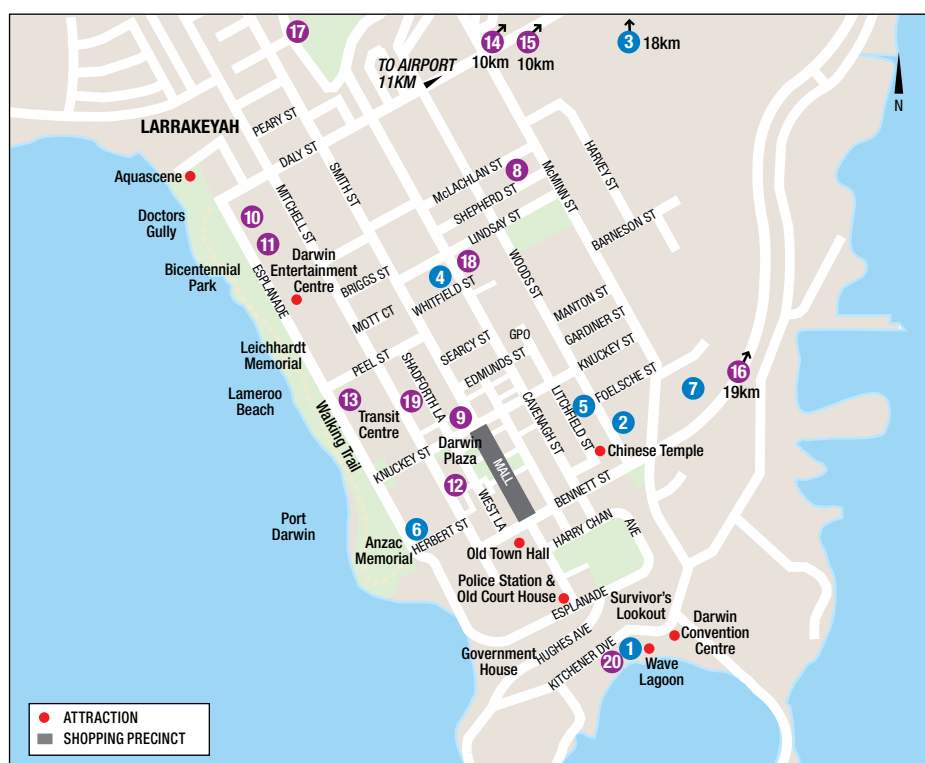 17
14
10km
15
10km
3
18km
TO AIRPORT
11KM
N
LARRAKEYAH
PEARY ST
DALY ST
SMITH ST
MITCHELL ST
McLACHLAN ST
8
SHEPHERD ST
McMINN ST
HARVEY ST
LINDSAY ST
BARNESON ST
Aquascene
Doctors
Gully
10
11
Bicentennial
Park
ESPLANADE
Darwin
Entertainment
Centre
BRIGGS ST
4
18
WHITFIELD ST
WOODS ST
MOTT CT
MANTON ST
GARDINER ST
KNUCKEY ST
Leichhardt
Memorial
PEEL ST
SHADFORTH LA
SEARCY ST
GPO
EDMUNDS ST
FOELSCHE ST
16
19km
7
Lameroo
Beach
13
Transit
Centre
19
9
Darwin
Plaza
CAVENAGH ST
LITCHFIELD ST
5
2
Chinese Temple
Walking Trail
KNUCKEY ST
MALL
12
WEST LA
BENNETT ST
Port
Darwin
Anzac
Memorial
6
HERBERT ST
Old Town Hall
HARRY CHAN
AVE
Police Station &
Old Court House
ESPLANADE
Survivor's
Lookout
Darwin
Convention
Centre
Government
House
HUGHES AVE
KITCHENER DVE
20
1
Wave
Lagoon
ATTRACTION
SHOPPING PRECINCT